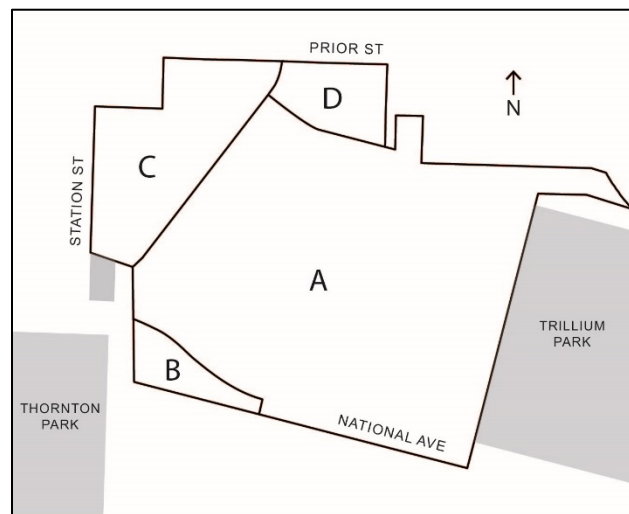 PRIOR ST
D
N
C
STATION ST
A
TRILLIUM
PARK
B
THORNTON
PARK
NATIONAL AVE